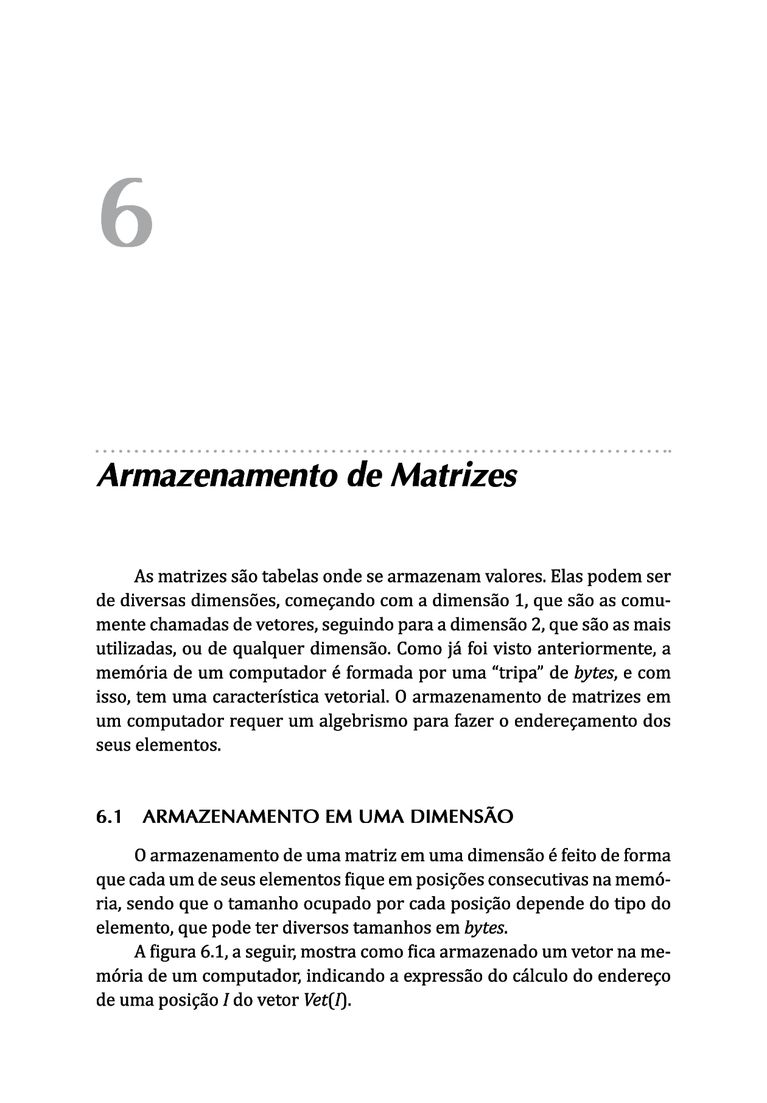 6
Armazenamento de Matrizes
As matrizes são tabelas onde se armazenam valores. Elas podem ser
de diversas dimensões, começando com a dimensão 1, que são as comu-
mente chamadas de vetores, seguindo para a dimensão 2, que são as mais
utilizadas, ou de qualquer dimensão. Como já foi visto anteriormente, a
memória de um computador é formada por uma “tripa” de bytes, e com
isso, tem uma característica vetorial. O armazenamento de matrizes em
um computador requer um algebrismo para fazer o endereçamento dos
seus elementos.
6.1 ARMAZENAMENTO EM UMA DIMENSÃO
O armazenamento de uma matriz em uma dimensão é feito de forma
que cada um de seus elementos fique em posições consecutivas na memó-
ria, sendo que o tamanho ocupado por cada posição depende do tipo do
elemento, que pode ter diversos tamanhos em bytes.
A figura 6.1, a seguir, mostra como fica armazenado um vetor na me-
mória de um computador, indicando a expressão do cálculo do endereço
de uma posição I do vetor Vet(I).